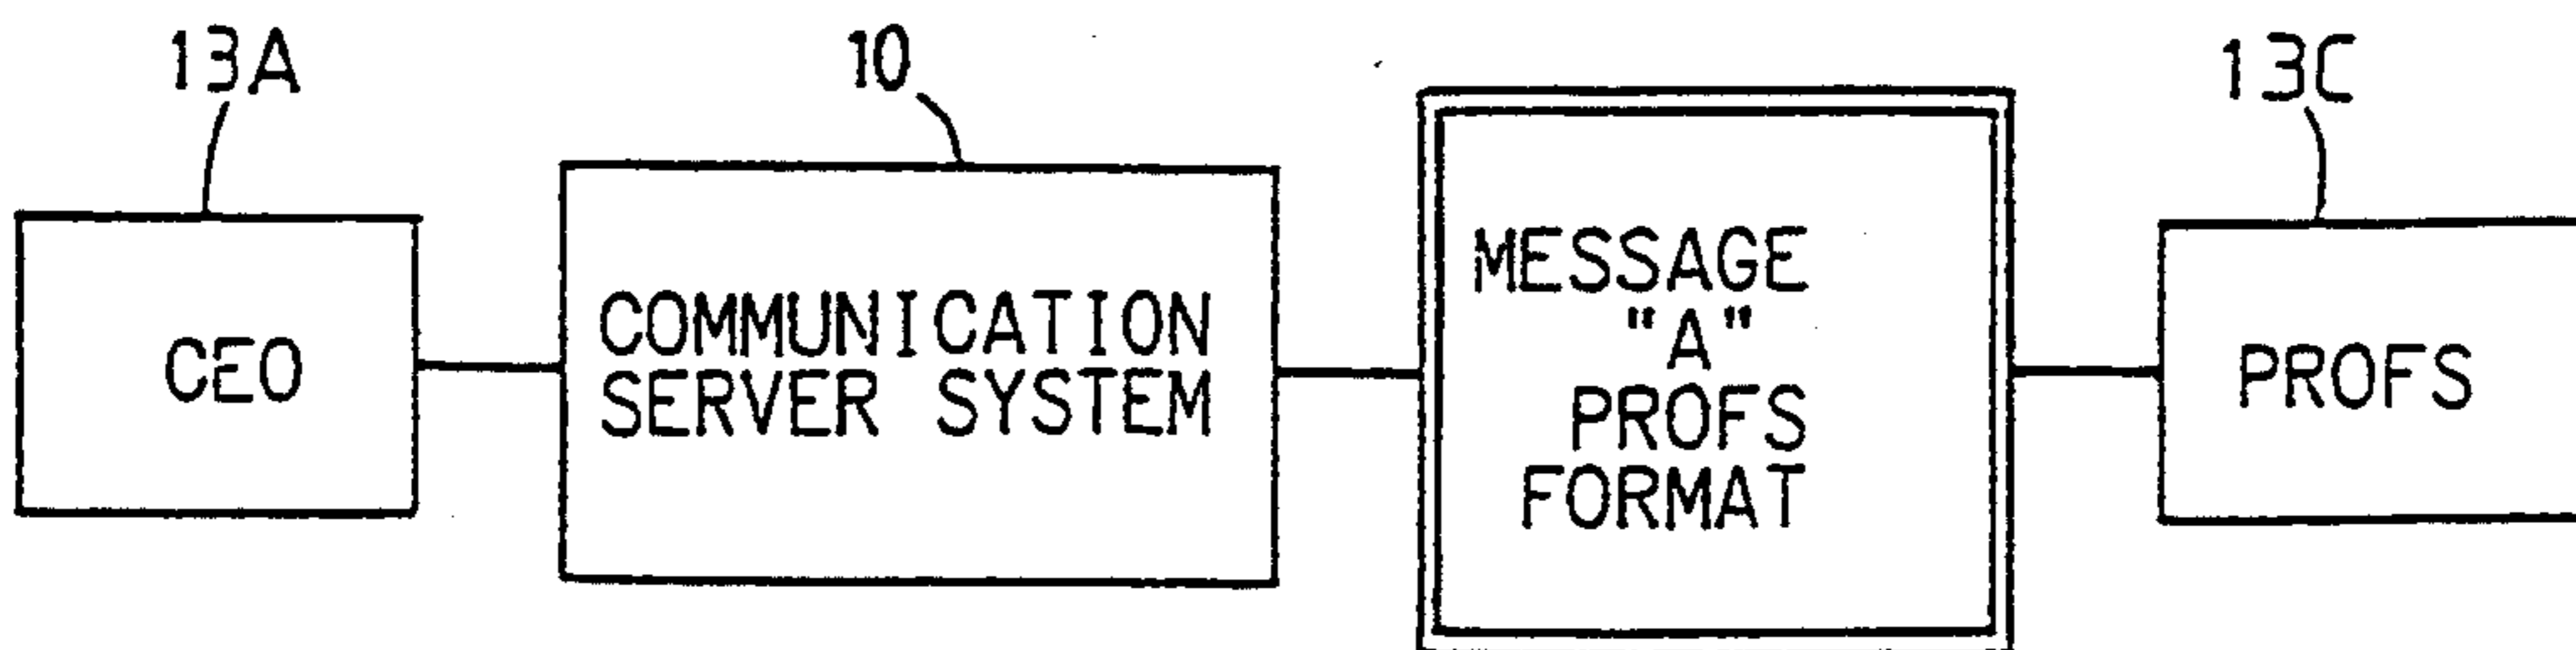 13A
10
13C
CEO
COMMUNICATION
SERVER SYSTEM
MESSAGE
"A"
PROFS
FORMAT
PROFS